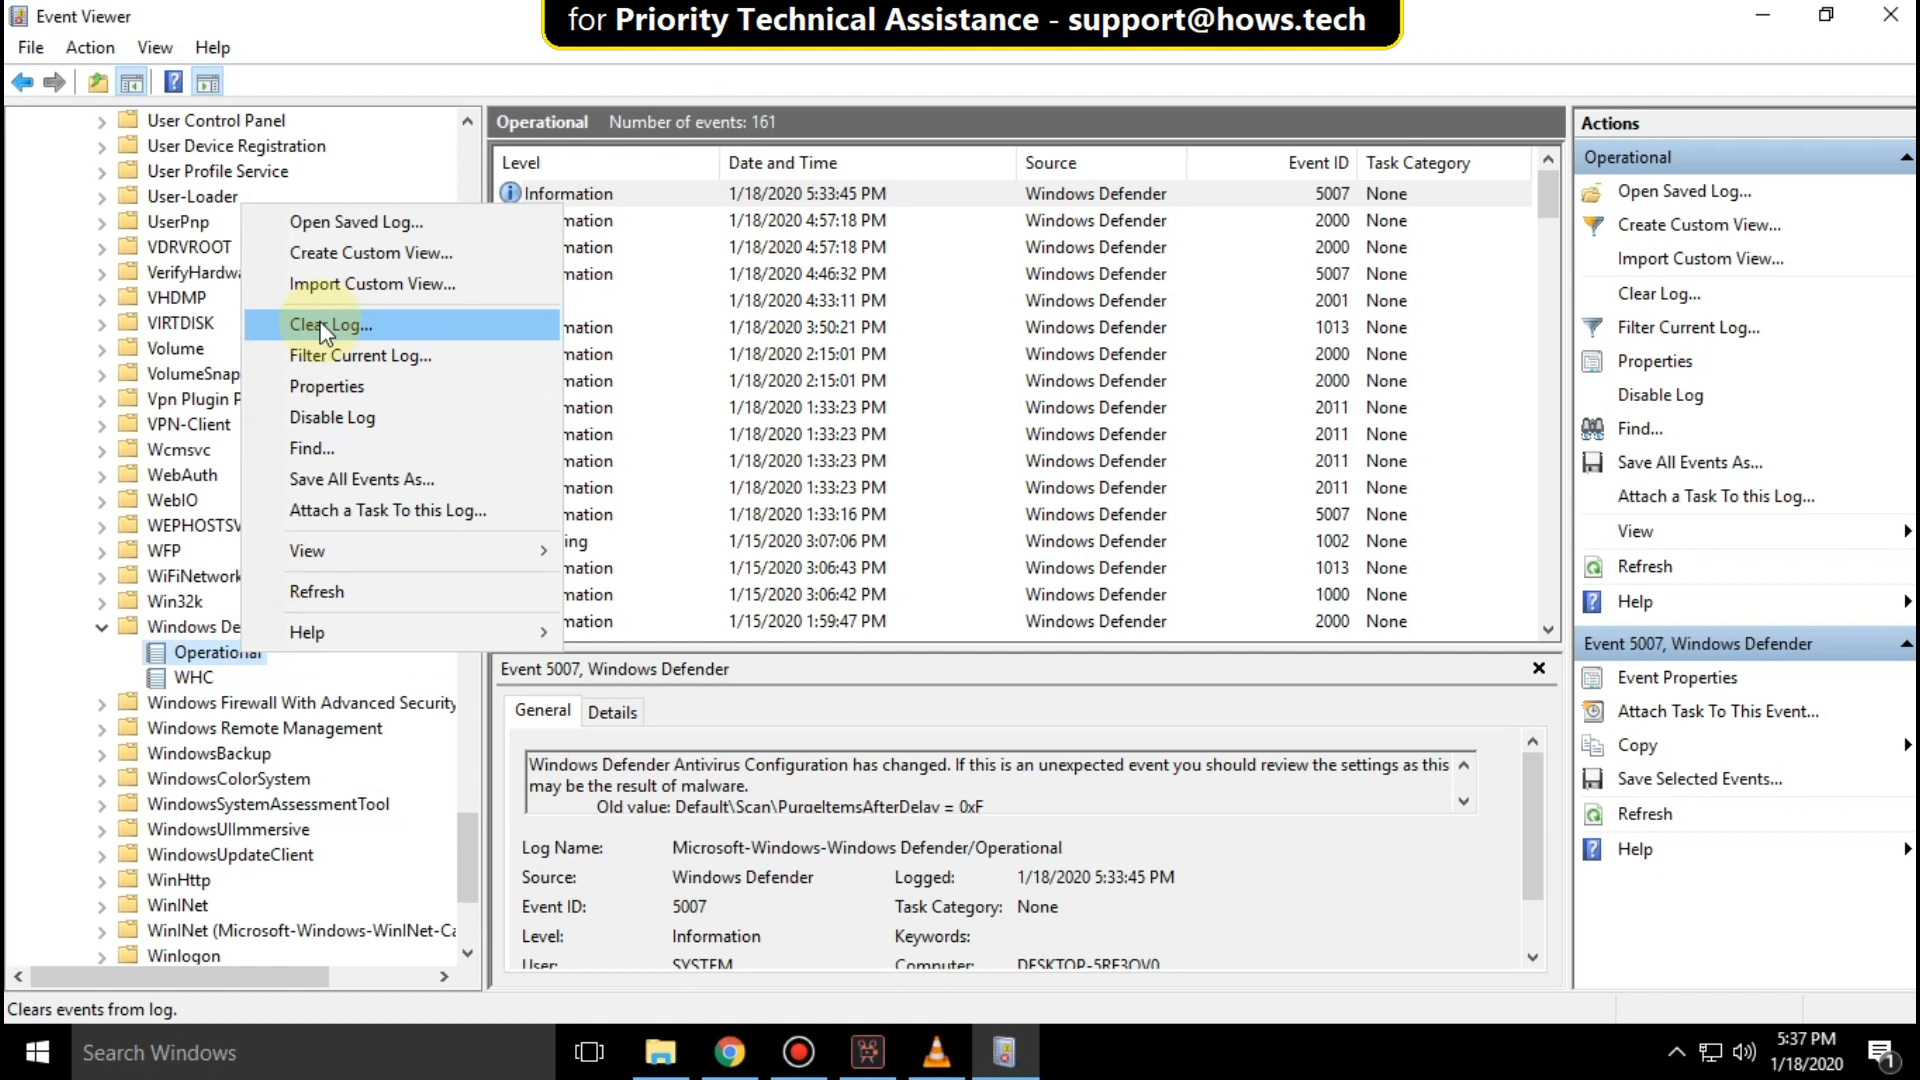 Event Viewer
for Priority Technical Assistance - support@hows.tech
File Action View Help
User Control Panel
User Device Registration
User Profile Service
User-Loader
UserPnp
VDRVROOT
VerifyHardwa
VHDMP
VIRTDISK
Volume
VolumeSnap
Vpn Plugin P
VPN-Client
Wcmsvc
WebAuth
WebIO
WEPHOSTSV
WFP
WiFiNetwork
Win32k
Windows De
Operational
WHC
Windows Firewall With Advanced Security
Windows Remote Management
WindowsBackup
WindowsColorSystem
WindowsSystemAssessmentTool
WindowsUIImmersive
WindowsUpdateClient
WinHttp
WinINet
WinINet (Microsoft-Windows-WinINet-Ca
Winlogon
Open Saved Log...
Create Custom View...
Import Custom View...
Clear Log...
Filter Current Log...
Properties
Disable Log
Find...
Save All Events As...
Attach a Task To this Log...
View
Refresh
Help
Operational Number of events: 161
Level Date and Time Source Event ID Task Category
Information 1/18/2020 5:33:45 PM Windows Defender 5007 None
mation 1/18/2020 4:57:18 PM Windows Defender 2000 None
mation 1/18/2020 4:57:18 PM Windows Defender 2000 None
mation 1/18/2020 4:46:32 PM Windows Defender 5007 None
1/18/2020 4:33:11 PM Windows Defender 2001 None
mation 1/18/2020 3:50:21 PM Windows Defender 1013 None
mation 1/18/2020 2:15:01 PM Windows Defender 2000 None
mation 1/18/2020 2:15:01 PM Windows Defender 2000 None
mation 1/18/2020 1:33:23 PM Windows Defender 2011 None
mation 1/18/2020 1:33:23 PM Windows Defender 2011 None
mation 1/18/2020 1:33:23 PM Windows Defender 2011 None
mation 1/18/2020 1:33:23 PM Windows Defender 2011 None
mation 1/18/2020 1:33:16 PM Windows Defender 5007 None
ing 1/15/2020 3:07:06 PM Windows Defender 1002 None
mation 1/15/2020 3:06:43 PM Windows Defender 1013 None
mation 1/15/2020 3:06:42 PM Windows Defender 1000 None
mation 1/15/2020 1:59:47 PM Windows Defender 2000 None
Event 5007, Windows Defender
General Details
Windows Defender Antivirus Configuration has changed. If this is an unexpected event you should review the settings as this
may be the result of malware.
Old value: Default\Scan\PurgeItemsAfterDelay = 0xF
Log Name: Microsoft-Windows-Windows Defender/Operational
Source: Windows Defender Logged: 1/18/2020 5:33:45 PM
Event ID: 5007 Task Category: None
Level: Information Keywords:
User: SYSTEM Computer: DESKTOP-5RE3OV0
Actions
Operational
Open Saved Log...
Create Custom View...
Import Custom View...
Clear Log...
Filter Current Log...
Properties
Disable Log
Find...
Save All Events As...
Attach a Task To this Log...
View
Refresh
Help
Event 5007, Windows Defender
Event Properties
Attach Task To This Event...
Copy
Save Selected Events...
Refresh
Help
Clears events from log.
Search Windows
5:37 PM
1/18/2020
1